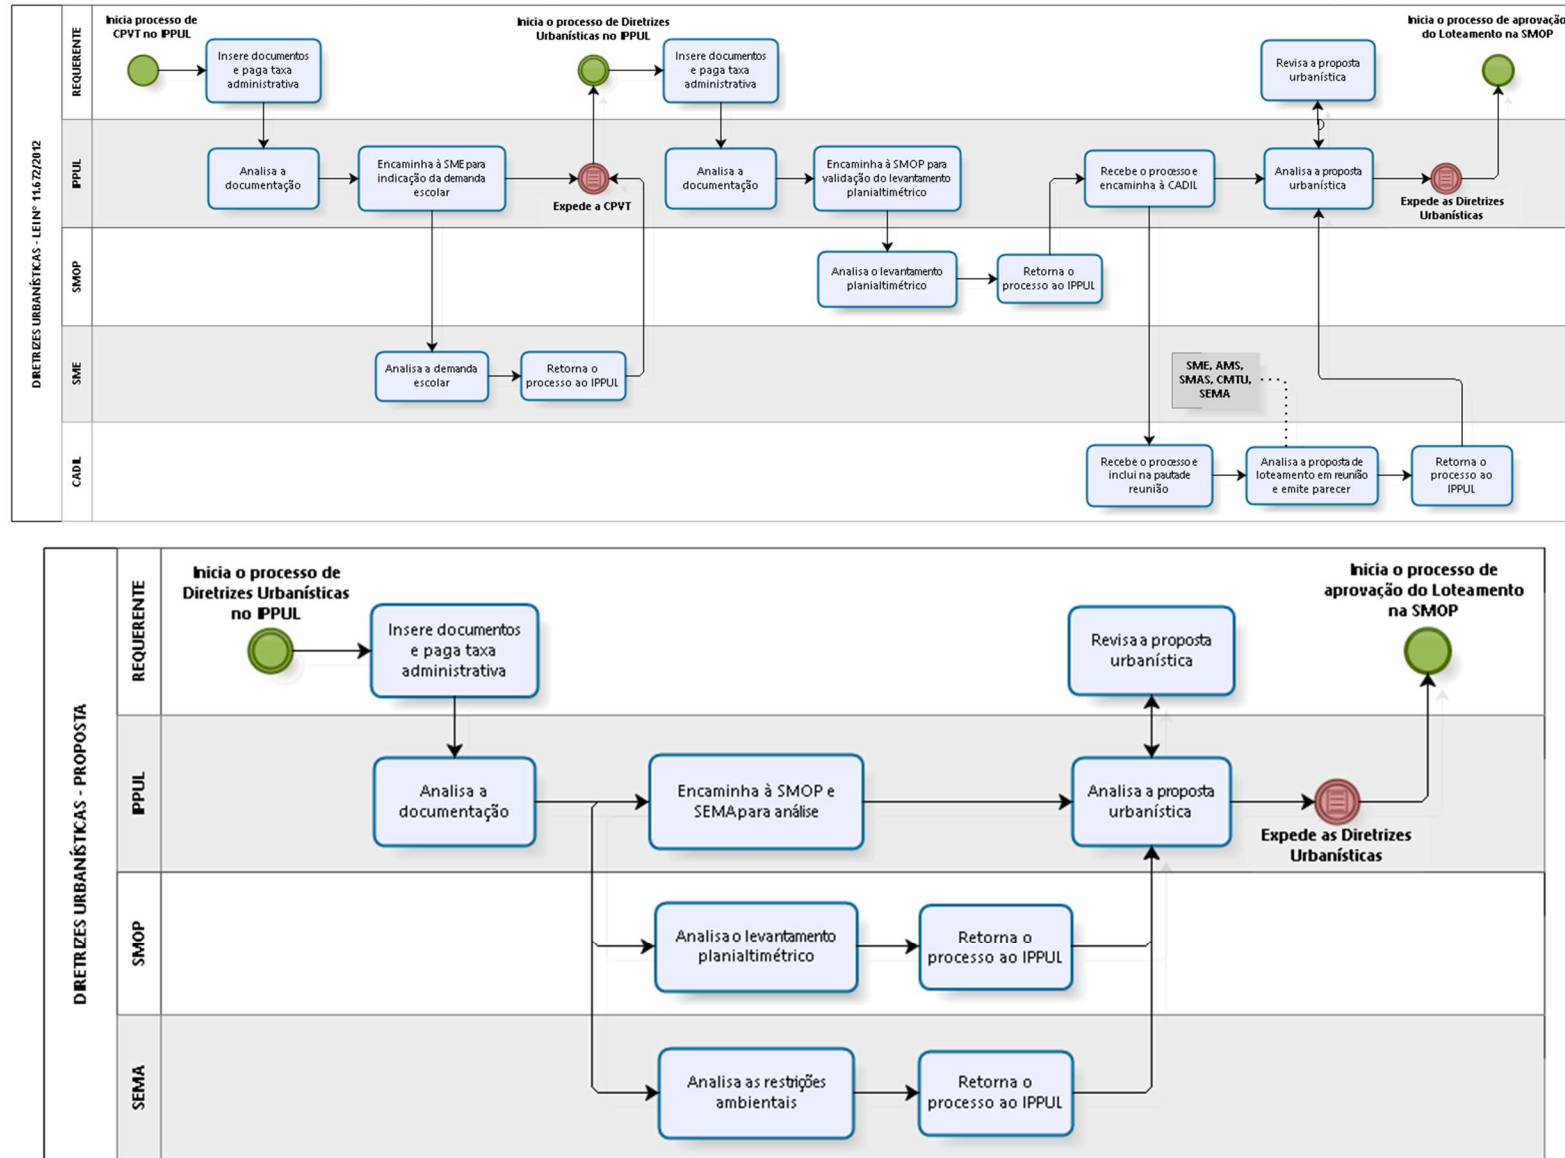 DIRETRIZES URBANÍSTICAS - LEI Nº 11.672/2012
REQUERENTE
Inicia processo de
CPVT no IPPUL
Insere documentos
e paga taxa
administrativa
Inicia o processo de Diretrizes
Urbanísticas no IPPUL
Insere documentos
e paga taxa
administrativa
Revisa a proposta
urbanística
Inicia o processo de aprovação
do Loteamento na SMOP
IPPUL
Analisa a
documentação
Encaminha à SME para
indicação da demanda
escolar
Expede a CPVT
Analisa a
documentação
Encaminha à SMOP para
validação do levantamento
planialtimétrico
Recebe o processo e
encaminha à CADIL
Analisa a proposta
urbanística
Expede as Diretrizes
Urbanísticas
SMOP
Analisa o levantamento
planialtimétrico
Retorna o
processo ao IPPUL
SME
Analisa a demanda
escolar
Retorna o
processo ao IPPUL
SME, AMS,
SMAS, CMTU,
SEMA
CADIL
Recebe o processo e
inclui na pauta de
reunião
Analisa a proposta de
loteamento em reunião
e emite parecer
Retorna o
processo ao
IPPUL
DIRETRIZES URBANÍSTICAS - PROPOSTA
REQUERENTE
Inicia o processo de
Diretrizes Urbanísticas
no IPPUL
Insere documentos
e paga taxa
administrativa
Revisa a proposta
urbanística
Inicia o processo de
aprovação do Loteamento
na SMOP
IPPUL
Analisa a
documentação
Encaminha à SMOP e
SEMA para análise
Analisa a proposta
urbanística
Expede as Diretrizes
Urbanísticas
SMOP
Analisa o levantamento
planialtimétrico
Retorna o
processo ao IPPUL
SEMA
Analisa as restrições
ambientais
Retorna o
processo ao IPPUL